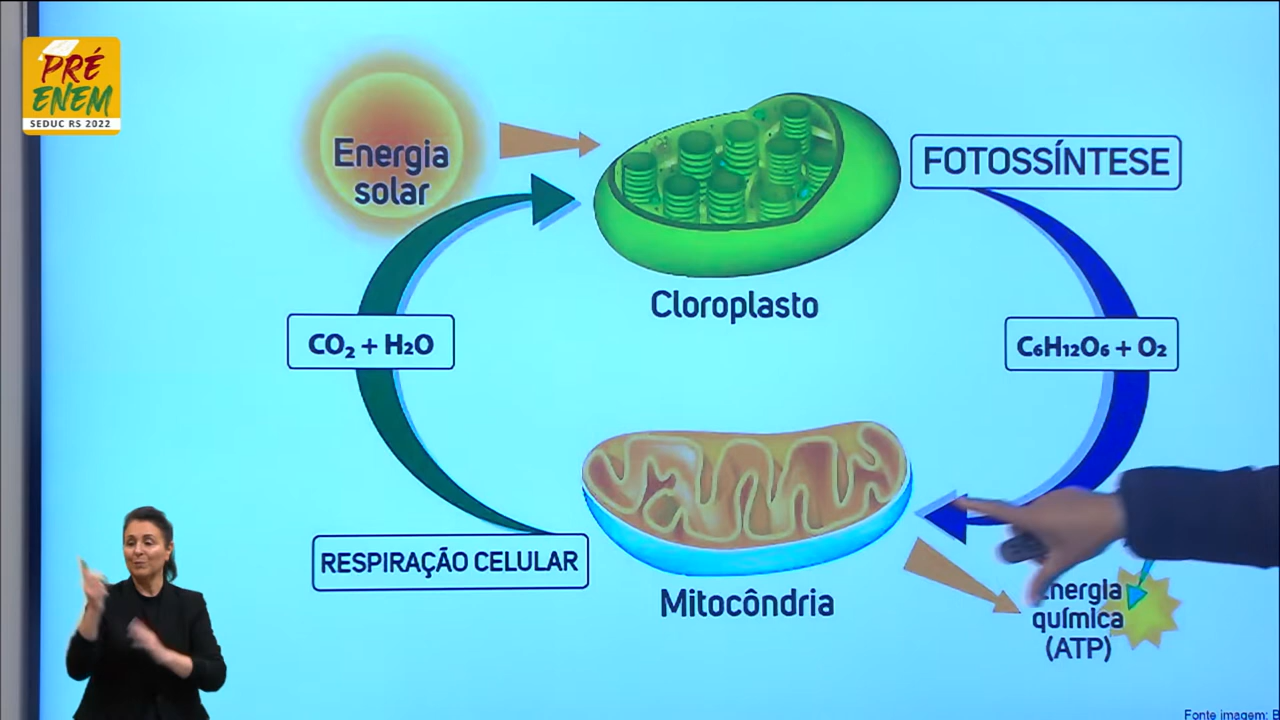 PRÉ
ENEM
SEDUC RS 2022
Energia
solar
FOTOSSÍNTESE
Cloroplasto
CO₂ + H₂O
C₆H₁₂O₆ + O₂
RESPIRAÇÃO CELULAR
Mitocôndria
Energia
química
(ATP)
Fonte imagem: